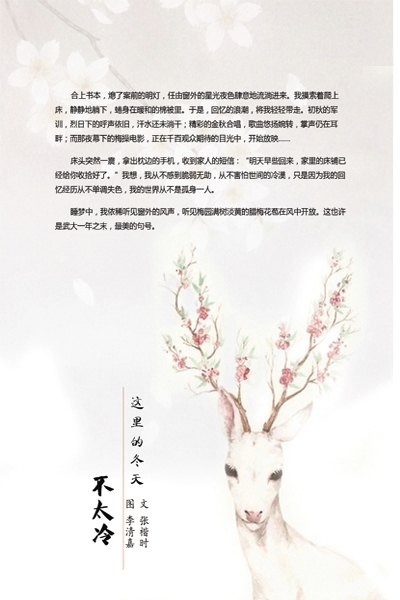 合上书本，熄了案前的明灯，任由窗外的星光夜色肆意地流淌进来。我摸索着爬上
床，静静地躺下，蜷身在暖和的棉被里。于是，回忆的浪潮，将我轻轻带走。初秋的军
训，烈日下的呼声依旧，汗水还未淌干；精彩的金秋合唱，歌曲悠扬婉转，掌声仍在耳
畔；而那夜幕下的梅操电影，正在千百观众期待的目光中，开始放映……
床头突然一震，拿出枕边的手机，收到家人的短信：“明天早些回来，家里的床铺已
经给你收拾好了。”我想，我从不感到脆弱无助，从不害怕世间的冷漠，只是因为我的回
忆经历从不单调失色，我的世界从不是孤身一人。
睡梦中，我依稀听见窗外的风声，听见梅园满树淡黄的腊梅花苞在风中开放。这也许
是武大一年之末，最美的句号。
这里的冬天
不太冷
文 张楷时
图 李清嘉